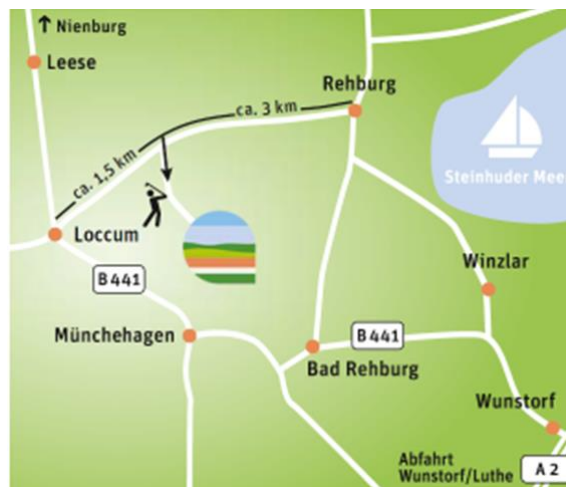 ↑ Nienburg
Leese
Rehburg
ca. 3 km
ca. 1,5 km
Steinhuder Mee
Loccum
B 441
Winzlar
Münchehagen
B 441
Bad Rehburg
Wunstorf
Abfahrt
Wunstorf/Luthe
A 2